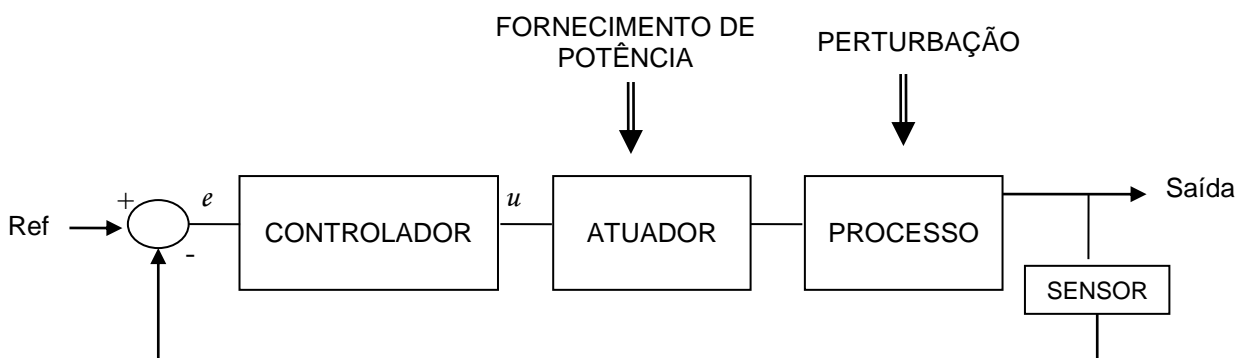 FORNECIMENTO DE
POTÊNCIA
PERTURBAÇÃO
Ref
+
-
e
CONTROLADOR
u
ATUADOR
PROCESSO
Saída
SENSOR